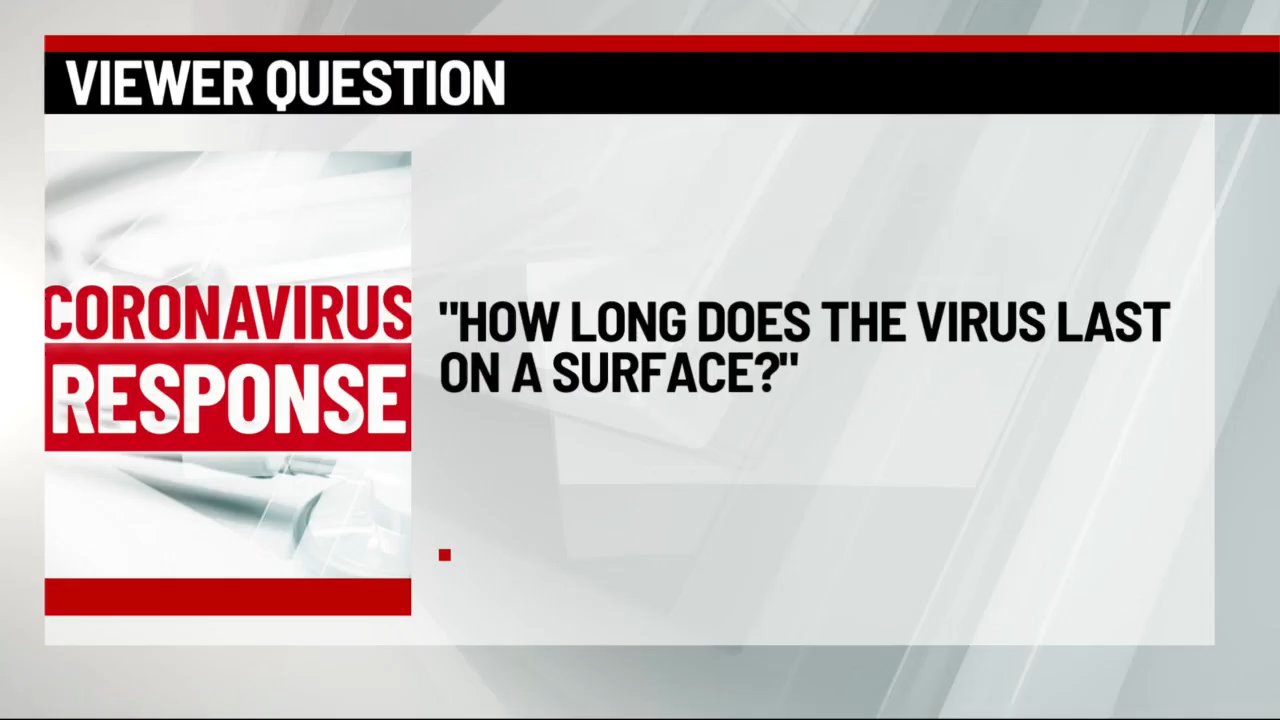 VIEWER QUESTION
CORONAVIRUS
RESPONSE
"HOW LONG DOES THE VIRUS LAST
ON A SURFACE?"